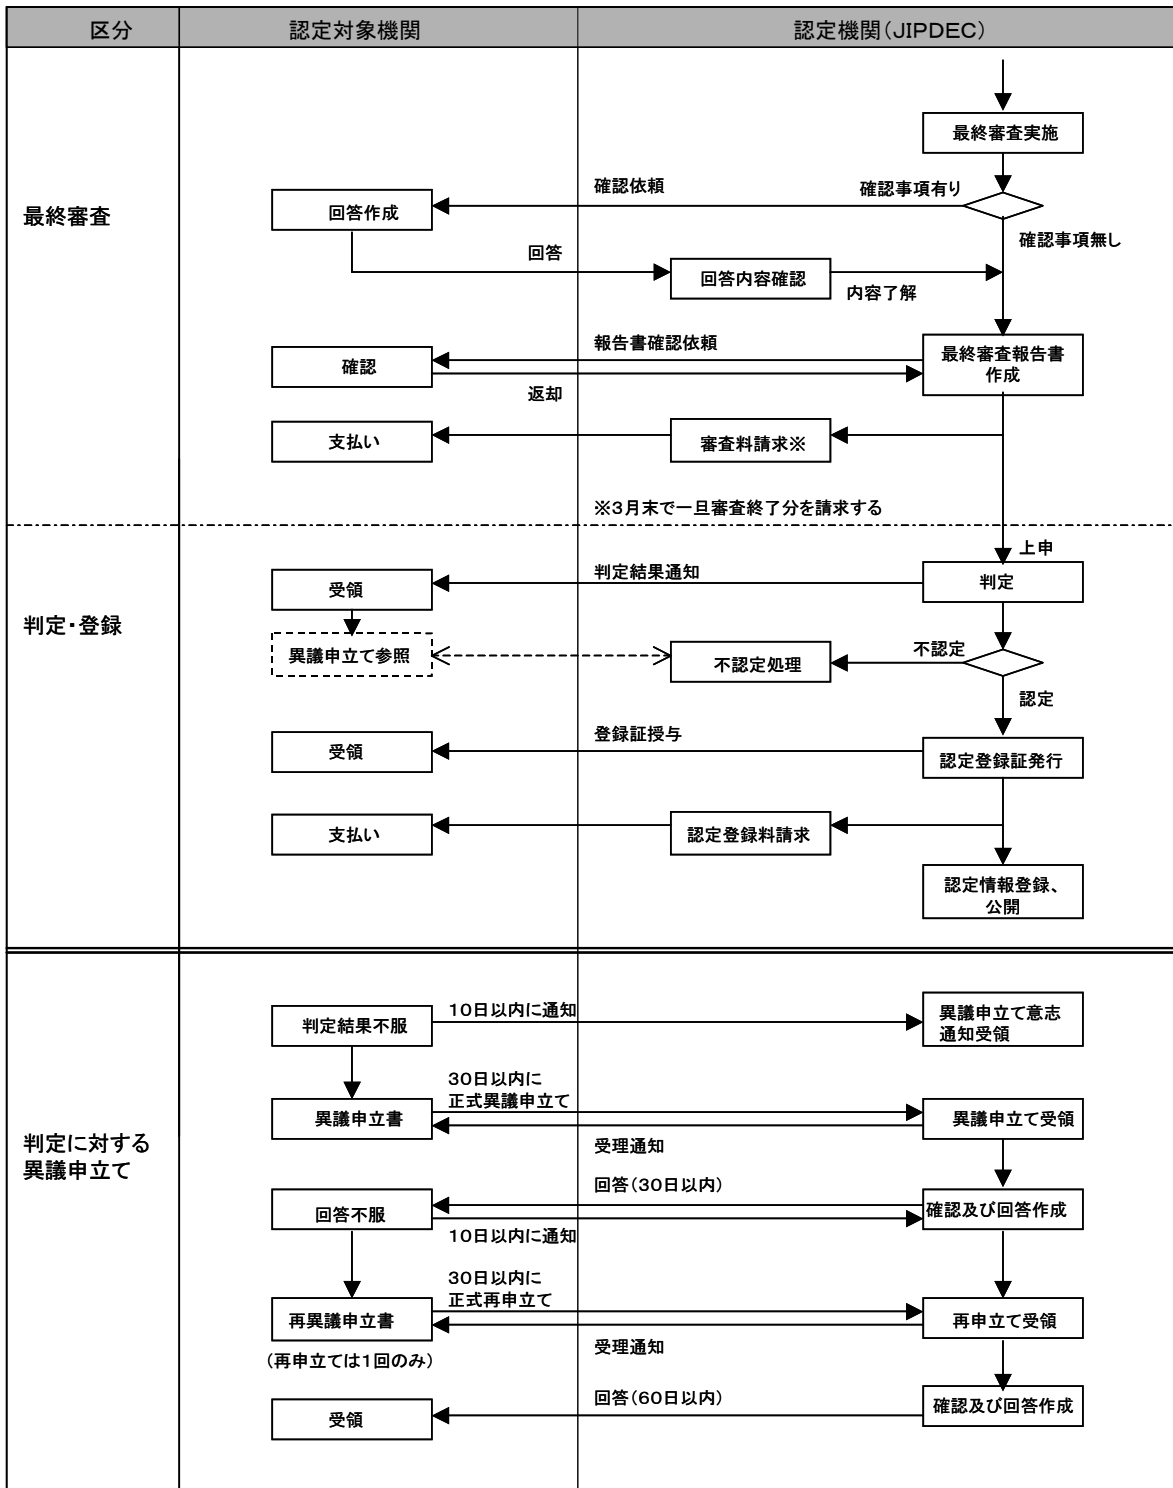 区分
認定対象機関
認定機関(JIPDEC)
最終審査
最終審査実施
確認依頼
確認事項有り
回答作成
確認事項無し
回答
回答内容確認
内容了解
報告書確認依頼
最終審査報告書
作成
確認
返却
支払い
審査料請求※
※3月末で一旦審査終了分を請求する
判定・登録
上申
判定結果通知
判定
受領
異議申立て参照
不認定処理
不認定
認定
登録証授与
受領
認定登録証発行
支払い
認定登録料請求
認定情報登録、
公開
判定に対する
異議申立て
判定結果不服
10日以内に通知
異議申立て意志
通知受領
30日以内に
正式異議申立て
異議申立書
異議申立て受領
受理通知
回答(30日以内)
回答不服
確認及び回答作成
10日以内に通知
30日以内に
正式再申立て
再異議申立書
再申立て受領
受理通知
(再申立ては1回のみ)
回答(60日以内)
受領
確認及び回答作成